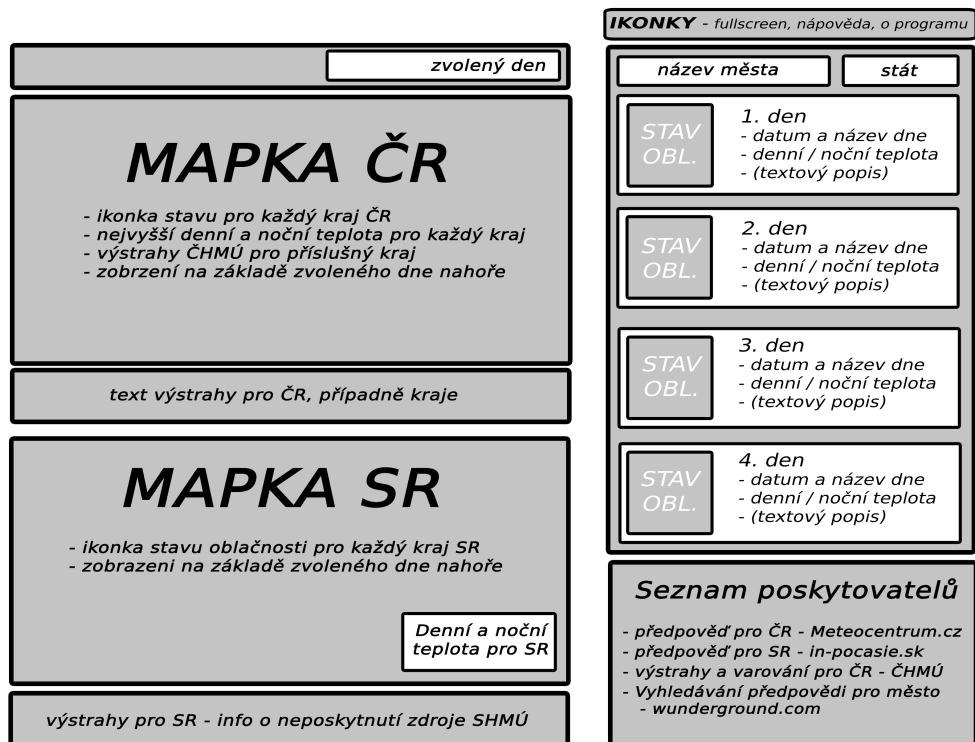 zvolený den
MAPKA ČR
- ikonka stavu pro každý kraj ČR
- nejvyšší denní a noční teplota pro každý kraj
- výstrahy ČHMÚ pro příslušný kraj
- zobrzení na základě zvoleného dne nahoře
text výstrahy pro ČR, případně kraje
MAPKA SR
- ikonka stavu oblačnosti pro každý kraj SR
- zobrazeni na základě zvoleného dne nahoře
Denní a noční
teplota pro SR
výstrahy pro SR - info o neposkytnutí zdroje SHMÚ
IKONKY - fullscreen, nápověda, o programu
název města
stát
STAV
OBL.
1. den
- datum a název dne
- denní / noční teplota
- (textový popis)
STAV
OBL.
2. den
- datum a název dne
- denní / noční teplota
- (textový popis)
STAV
OBL.
3. den
- datum a název dne
- denní / noční teplota
- (textový popis)
STAV
OBL.
4. den
- datum a název dne
- denní / noční teplota
- (textový popis)
Seznam poskytovatelů
- předpověď pro ČR - Meteocentrum.cz
- předpověď pro SR - in-pocasie.sk
- výstrahy a varování pro ČR - ČHMÚ
- Vyhledávání předpovědi pro město
- wunderground.com